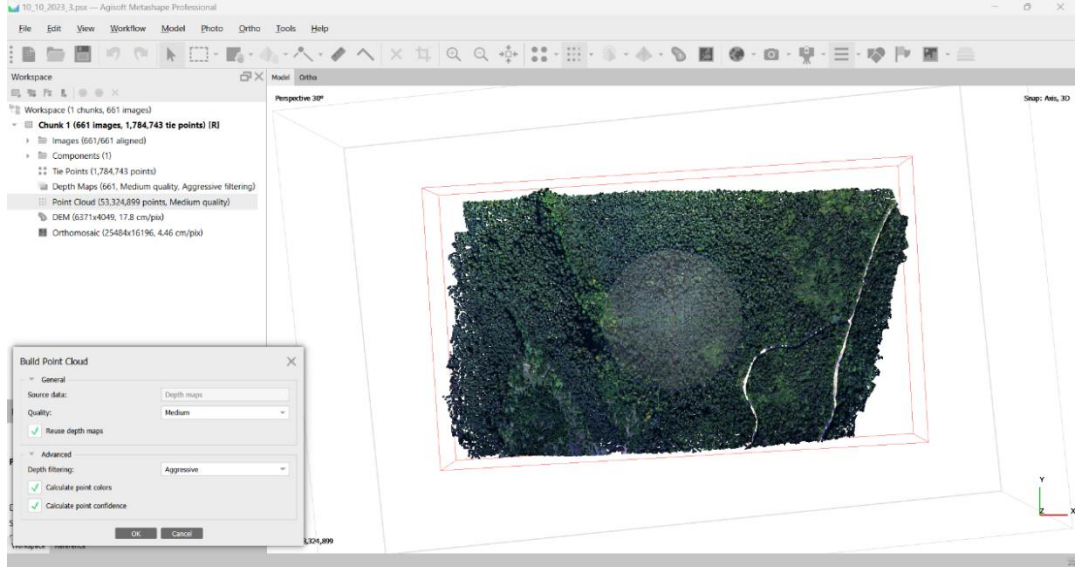 10_10_2023_3.psx — Agisoft Metashape Professional
File Edit View Workflow Model Photo Ortho Tools Help
Workspace
Model Ortho
Perspective 30°
Snap: Axis, 3D
Workspace (1 chunks, 661 images)
Chunk 1 (661 images, 1,784,743 tie points) [R]
Images (661/661 aligned)
Components (1)
Tie Points (1,784,743 points)
Depth Maps (661, Medium quality, Aggressive filtering)
Point Cloud (53,324,899 points, Medium quality)
DEM (6371x4049, 17.8 cm/pix)
Orthomosaic (25484x16196, 4.46 cm/pix)
Build Point Cloud
General
Source data: Depth maps
Quality: Medium
Reuse depth maps
Advanced
Depth filtering: Aggressive
Calculate point colors
Calculate point confidence
OK Cancel
3,324,899
Y
Z X